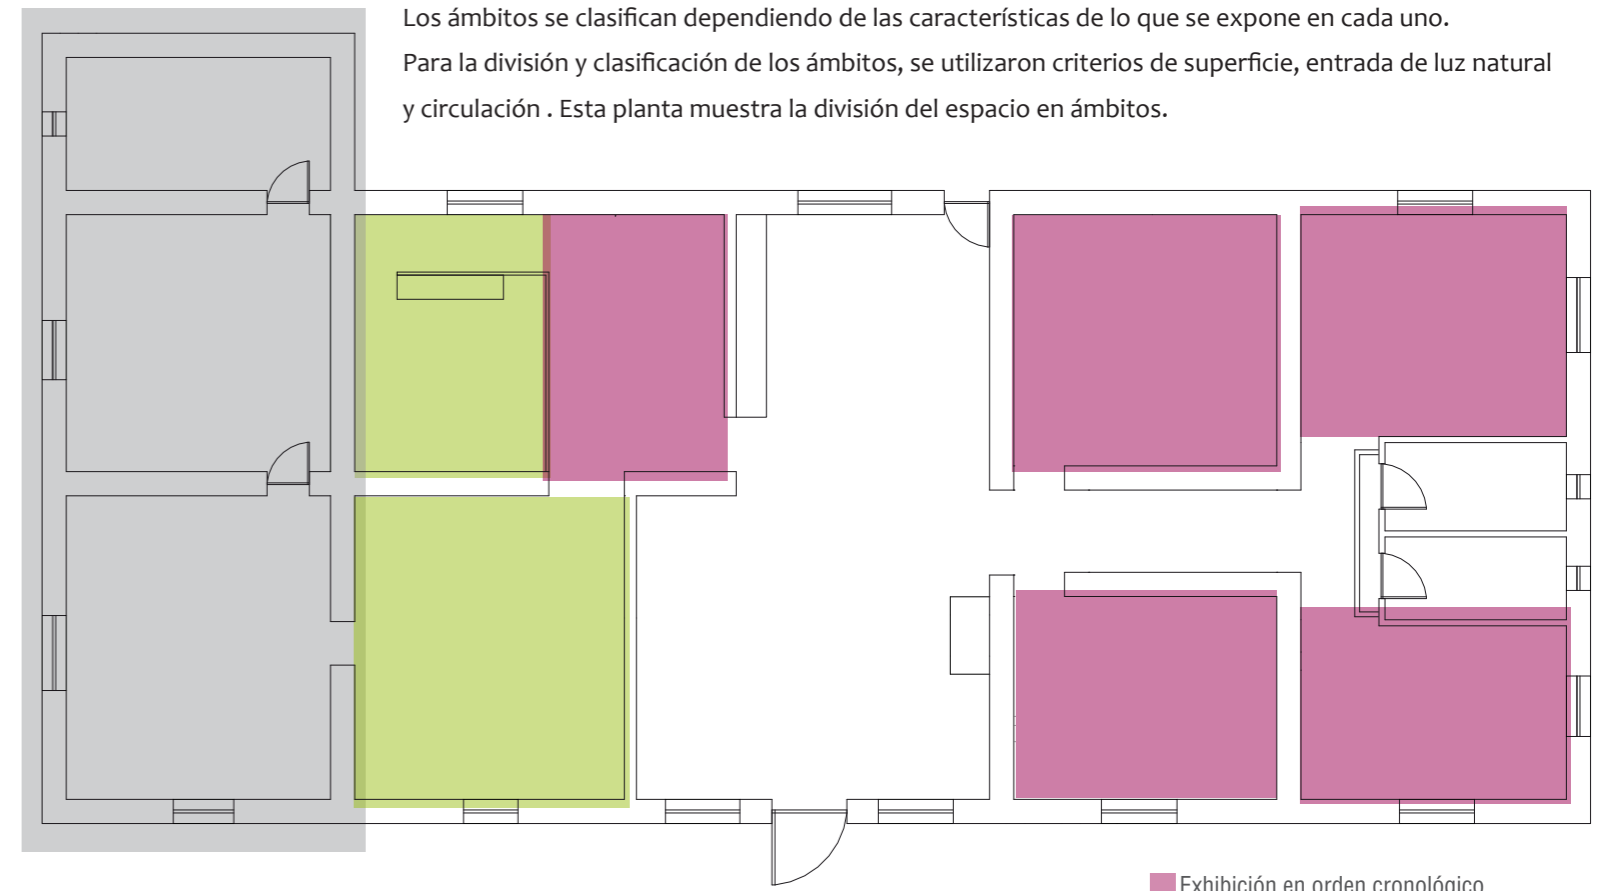 Los ámbitos se clasifican dependiendo de las características de lo que se expone en cada uno.
Para la división y clasificación de los ámbitos, se utilizaron criterios de superficie, entrada de luz natural
y circulación . Esta planta muestra la división del espacio en ámbitos.
Exhibición en orden cronológico